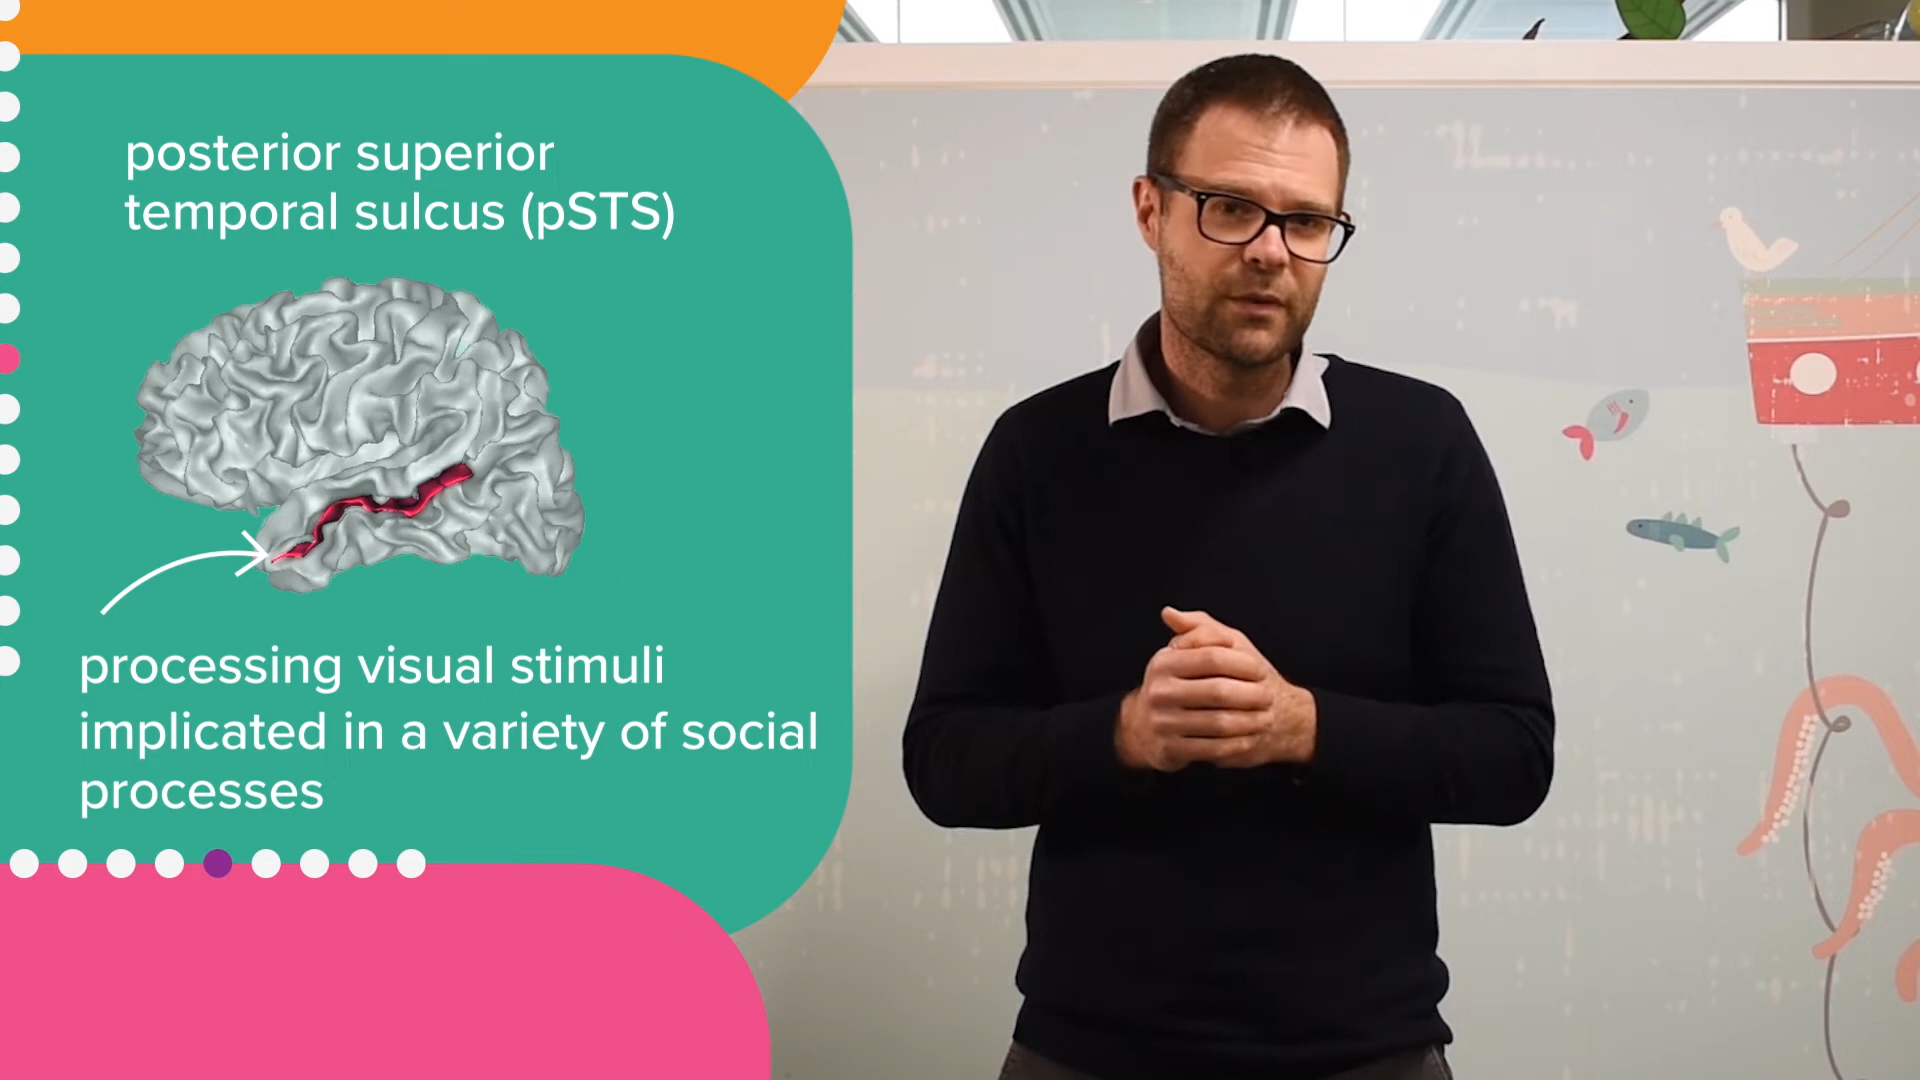 posterior superior
temporal sulcus (pSTS)
processing visual stimuli
implicated in a variety of social
processes